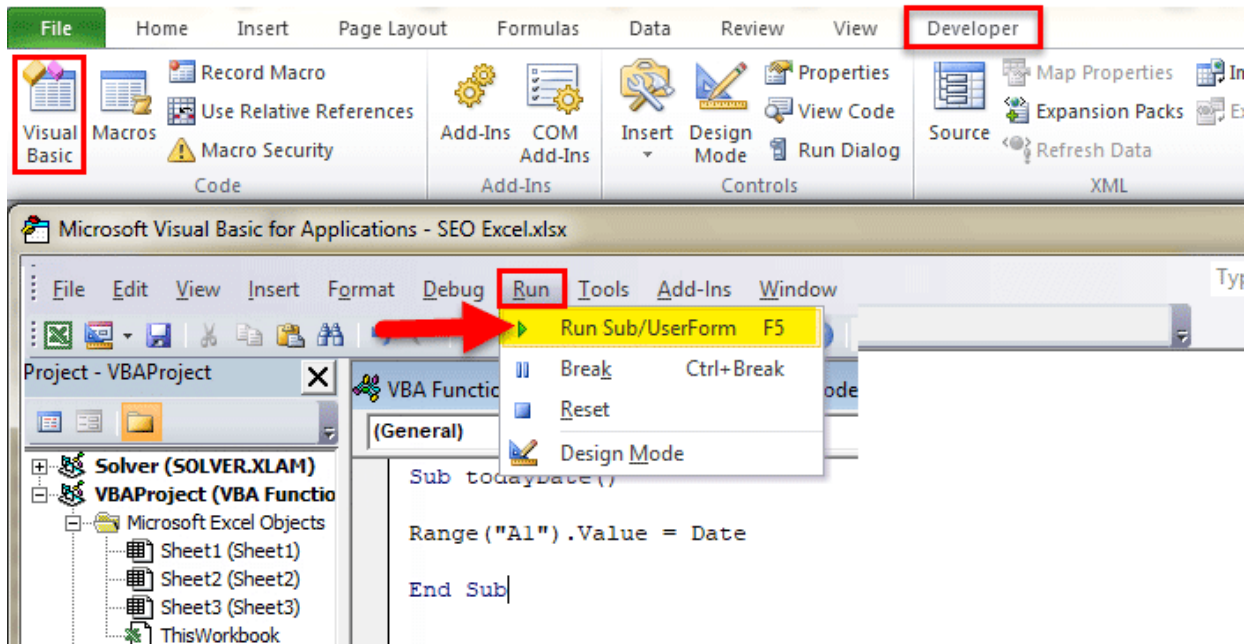 File Home Insert Page Layout Formulas Data Review View Developer
Record Macro
Use Relative References
Macro Security
Visual Basic
Macros
Code
Add-Ins
COM Add-Ins
Add-Ins
Insert
Design Mode
Properties
View Code
Run Dialog
Controls
Source
Map Properties
Expansion Packs
Refresh Data
XML
Microsoft Visual Basic for Applications - SEO Excel.xlsx
File Edit View Insert Format Debug Run Tools Add-Ins Window
Run Sub/UserForm F5
Break Ctrl+Break
Reset
Design Mode
Project - VBAProject
VBA Functio
(General)
Solver (SOLVER.XLAM)
VBAProject (VBA Functio
Microsoft Excel Objects
Sheet1 (Sheet1)
Sheet2 (Sheet2)
Sheet3 (Sheet3)
ThisWorkbook
Sub todayDate()
Range("A1").Value = Date
End Sub